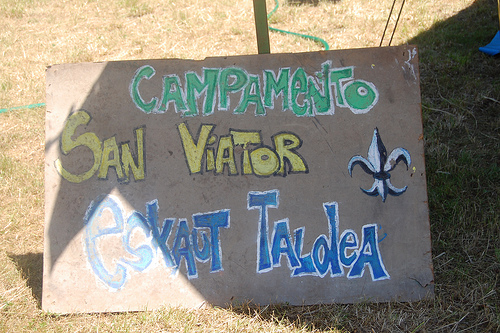 CAMPAMENTO
SAN VIATOR
eSKAUT TALDEA